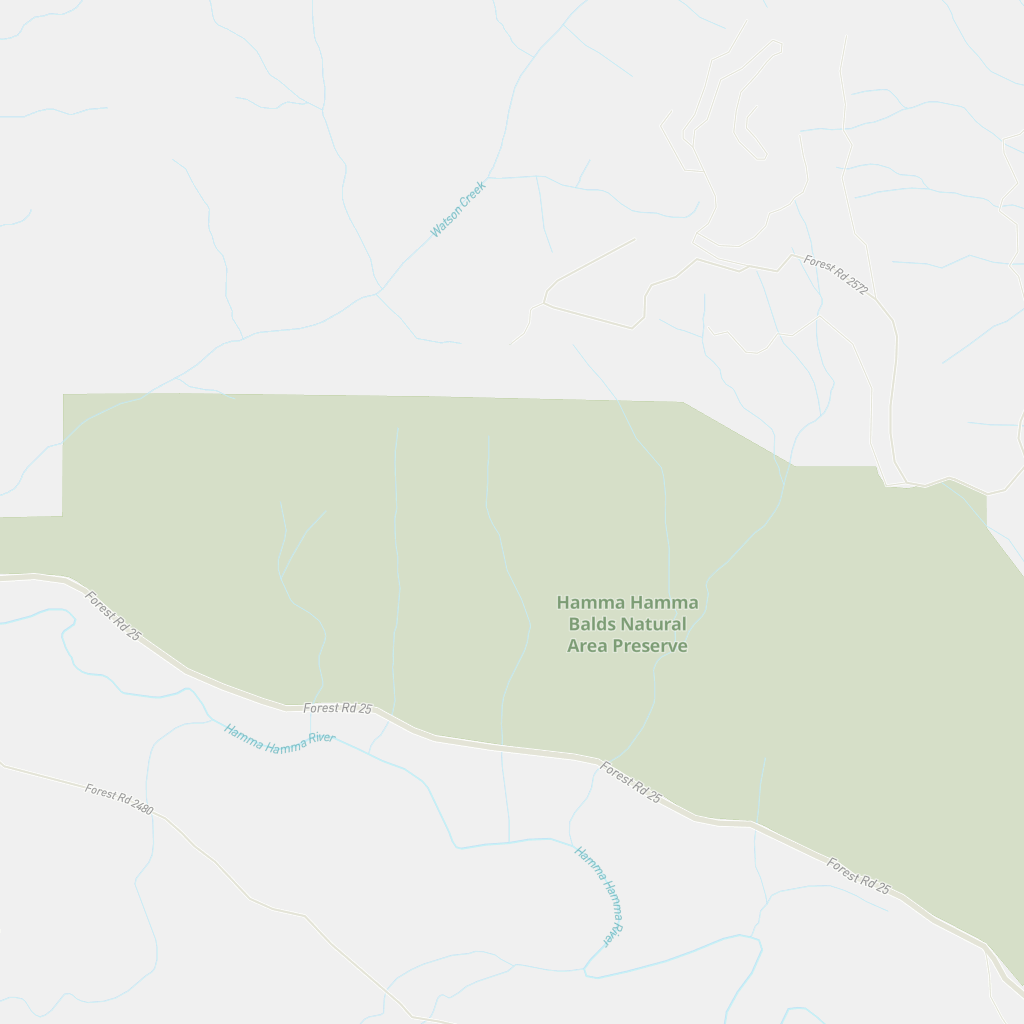 Watson Creek
Forest Rd 2572
Hamma Hamma
Balds Natural
Area Preserve
Forest Rd 25
Forest Rd 25
Hamma Hamma River
Forest Rd 25
Forest Rd 2480
Hamma Hamma River
Forest Rd 25